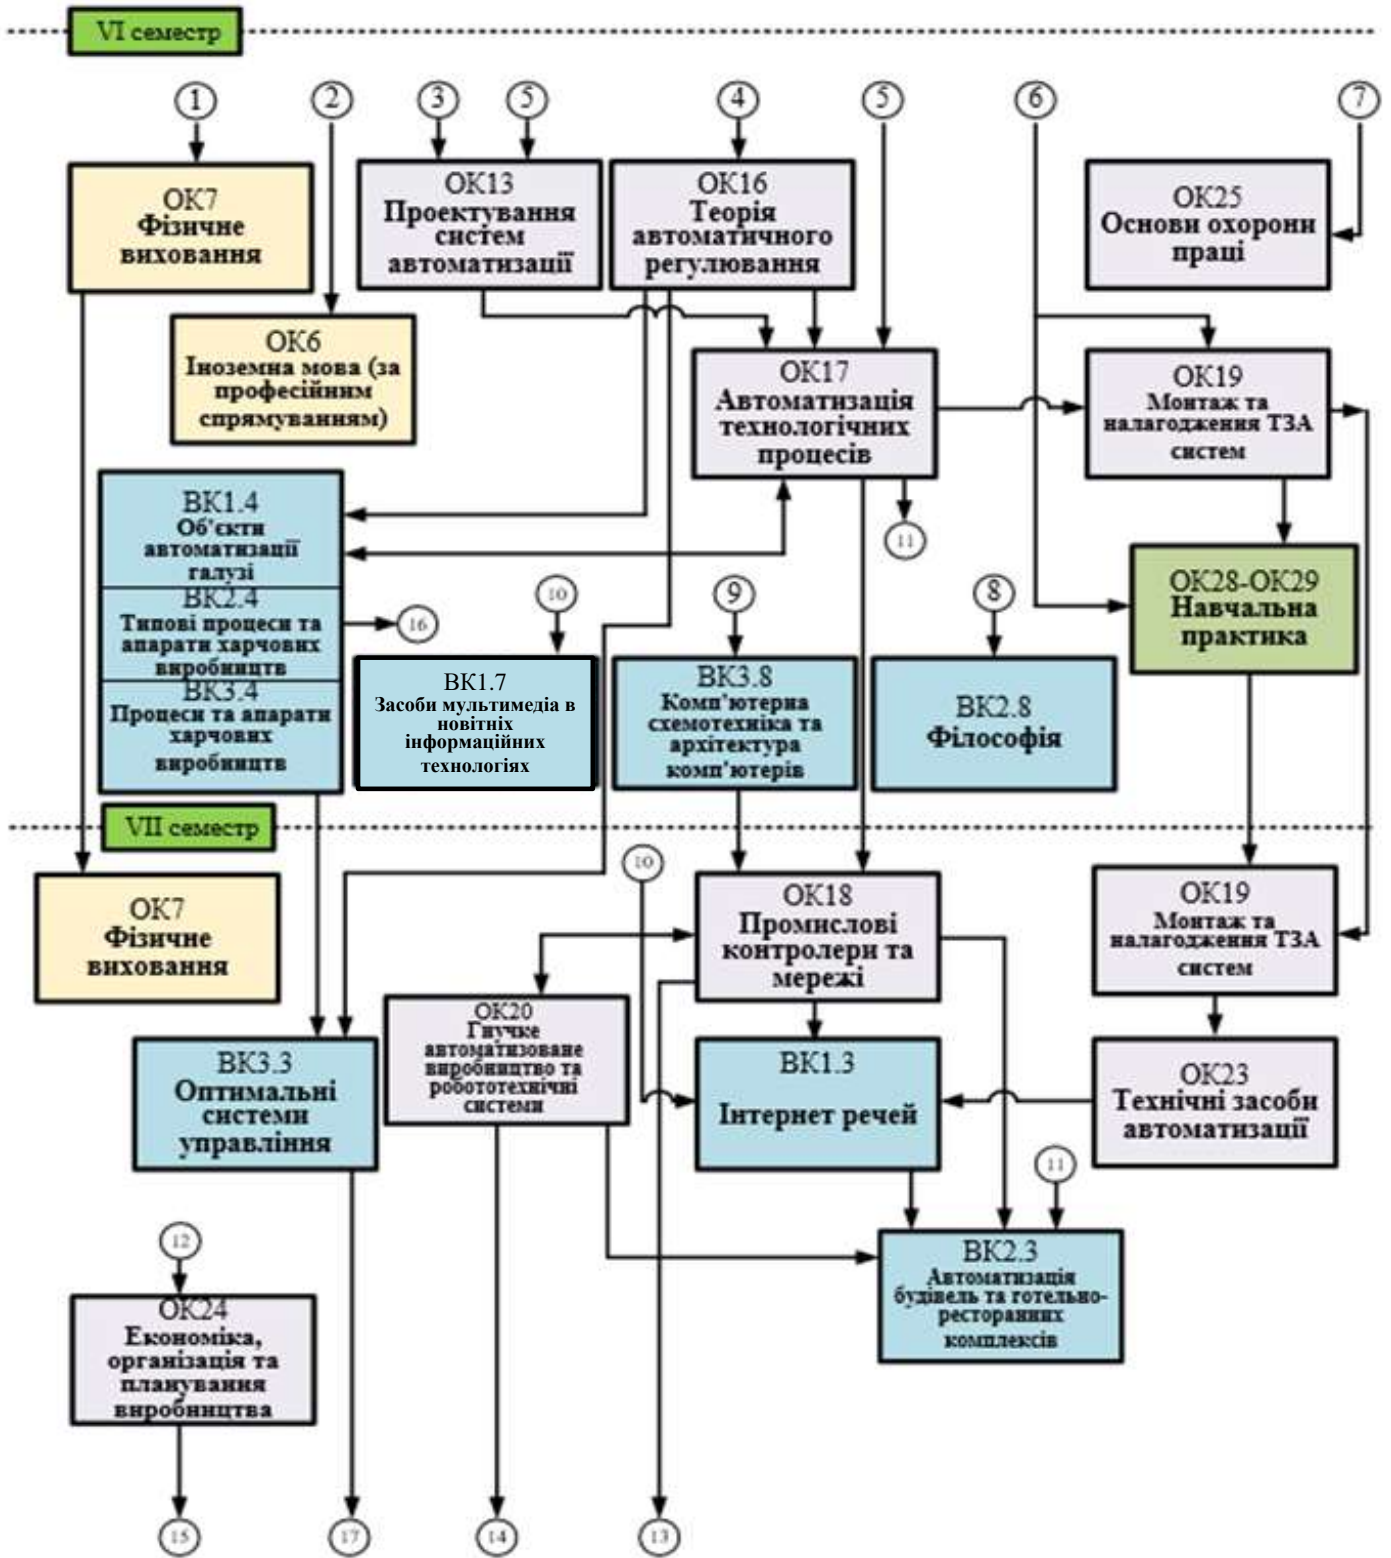 VI семестр
1
2
3
5
4
5
6
7
ОК7
Фізичне
виховання
ОК13
Проектування
систем
автоматизації
ОК16
Теорія
автоматичного
регулювання
ОК25
Основи охорони
праці
ОК6
Іноземна мова (за
професійним
спрямуванням)
ОК17
Автоматизація
технологічних
процесів
ОК19
Монтаж та
налагодження ТЗА
систем
11
ВК1.4
Об'єкти
автоматизації
галузі
ВК2.4
Типові процеси та
апарати харчових
виробництв
ВК3.4
Процеси та апарати
харчових
виробництв
16
10
9
8
ОК28-ОК29
Навчальна
практика
ВК1.7
Засоби мультимедіа в
новітніх
інформаційних
технологіях
ВК3.8
Комп'ютерна
схемотехніка та
архітектура
комп'ютерів
ВК2.8
Філософія
VII семестр
10
ОК7
Фізичне
виховання
ОК18
Промислові
контролери та
мережі
ОК19
Монтаж та
налагодження ТЗА
систем
ОК20
Гнучке
автоматизоване
виробництво та
робототехнічні
системи
ВК3.3
Оптимальні
системи
управління
ВК1.3
Інтернет речей
ОК23
Технічні засоби
автоматизації
11
12
ВК2.3
Автоматизація
будівель та готельно-
ресторанних
комплексів
ОК24
Економіка,
організація та
планування
виробництва
15
17
14
13